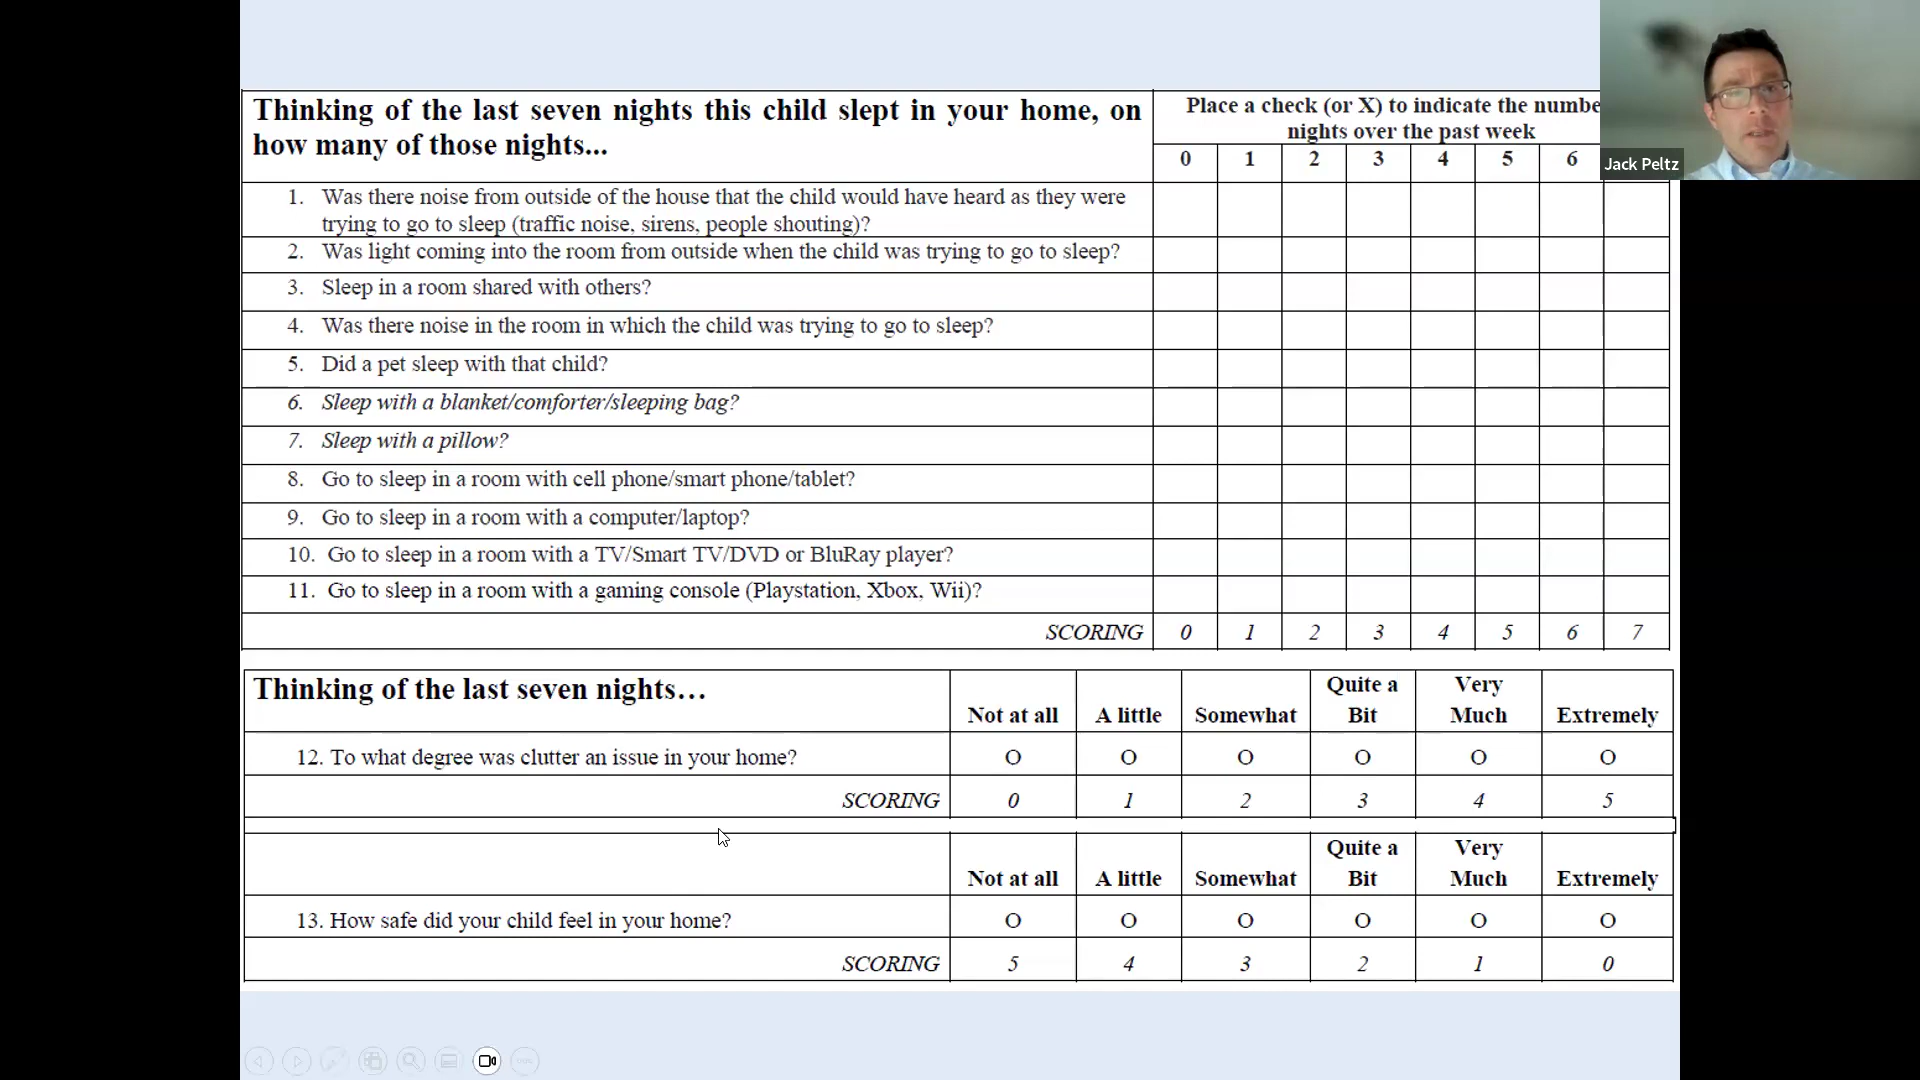 Thinking of the last seven nights this child slept in your home, on
how many of those nights...
Place a check (or X) to indicate the numbe
nights over the past week
0 1 2 3 4 5 6
Jack Peltz
1. Was there noise from outside of the house that the child would have heard as they were
trying to go to sleep (traffic noise, sirens, people shouting)?
2. Was light coming into the room from outside when the child was trying to go to sleep?
3. Sleep in a room shared with others?
4. Was there noise in the room in which the child was trying to go to sleep?
5. Did a pet sleep with that child?
6. Sleep with a blanket/comforter/sleeping bag?
7. Sleep with a pillow?
8. Go to sleep in a room with cell phone/smart phone/tablet?
9. Go to sleep in a room with a computer/laptop?
10. Go to sleep in a room with a TV/Smart TV/DVD or BluRay player?
11. Go to sleep in a room with a gaming console (Playstation, Xbox, Wii)?
SCORING 0 1 2 3 4 5 6 7
Thinking of the last seven nights…
Not at all A little Somewhat Quite a Bit Very Much Extremely
12. To what degree was clutter an issue in your home? O O O O O O
SCORING 0 1 2 3 4 5
Not at all A little Somewhat Quite a Bit Very Much Extremely
13. How safe did your child feel in your home? O O O O O O
SCORING 5 4 3 2 1 0